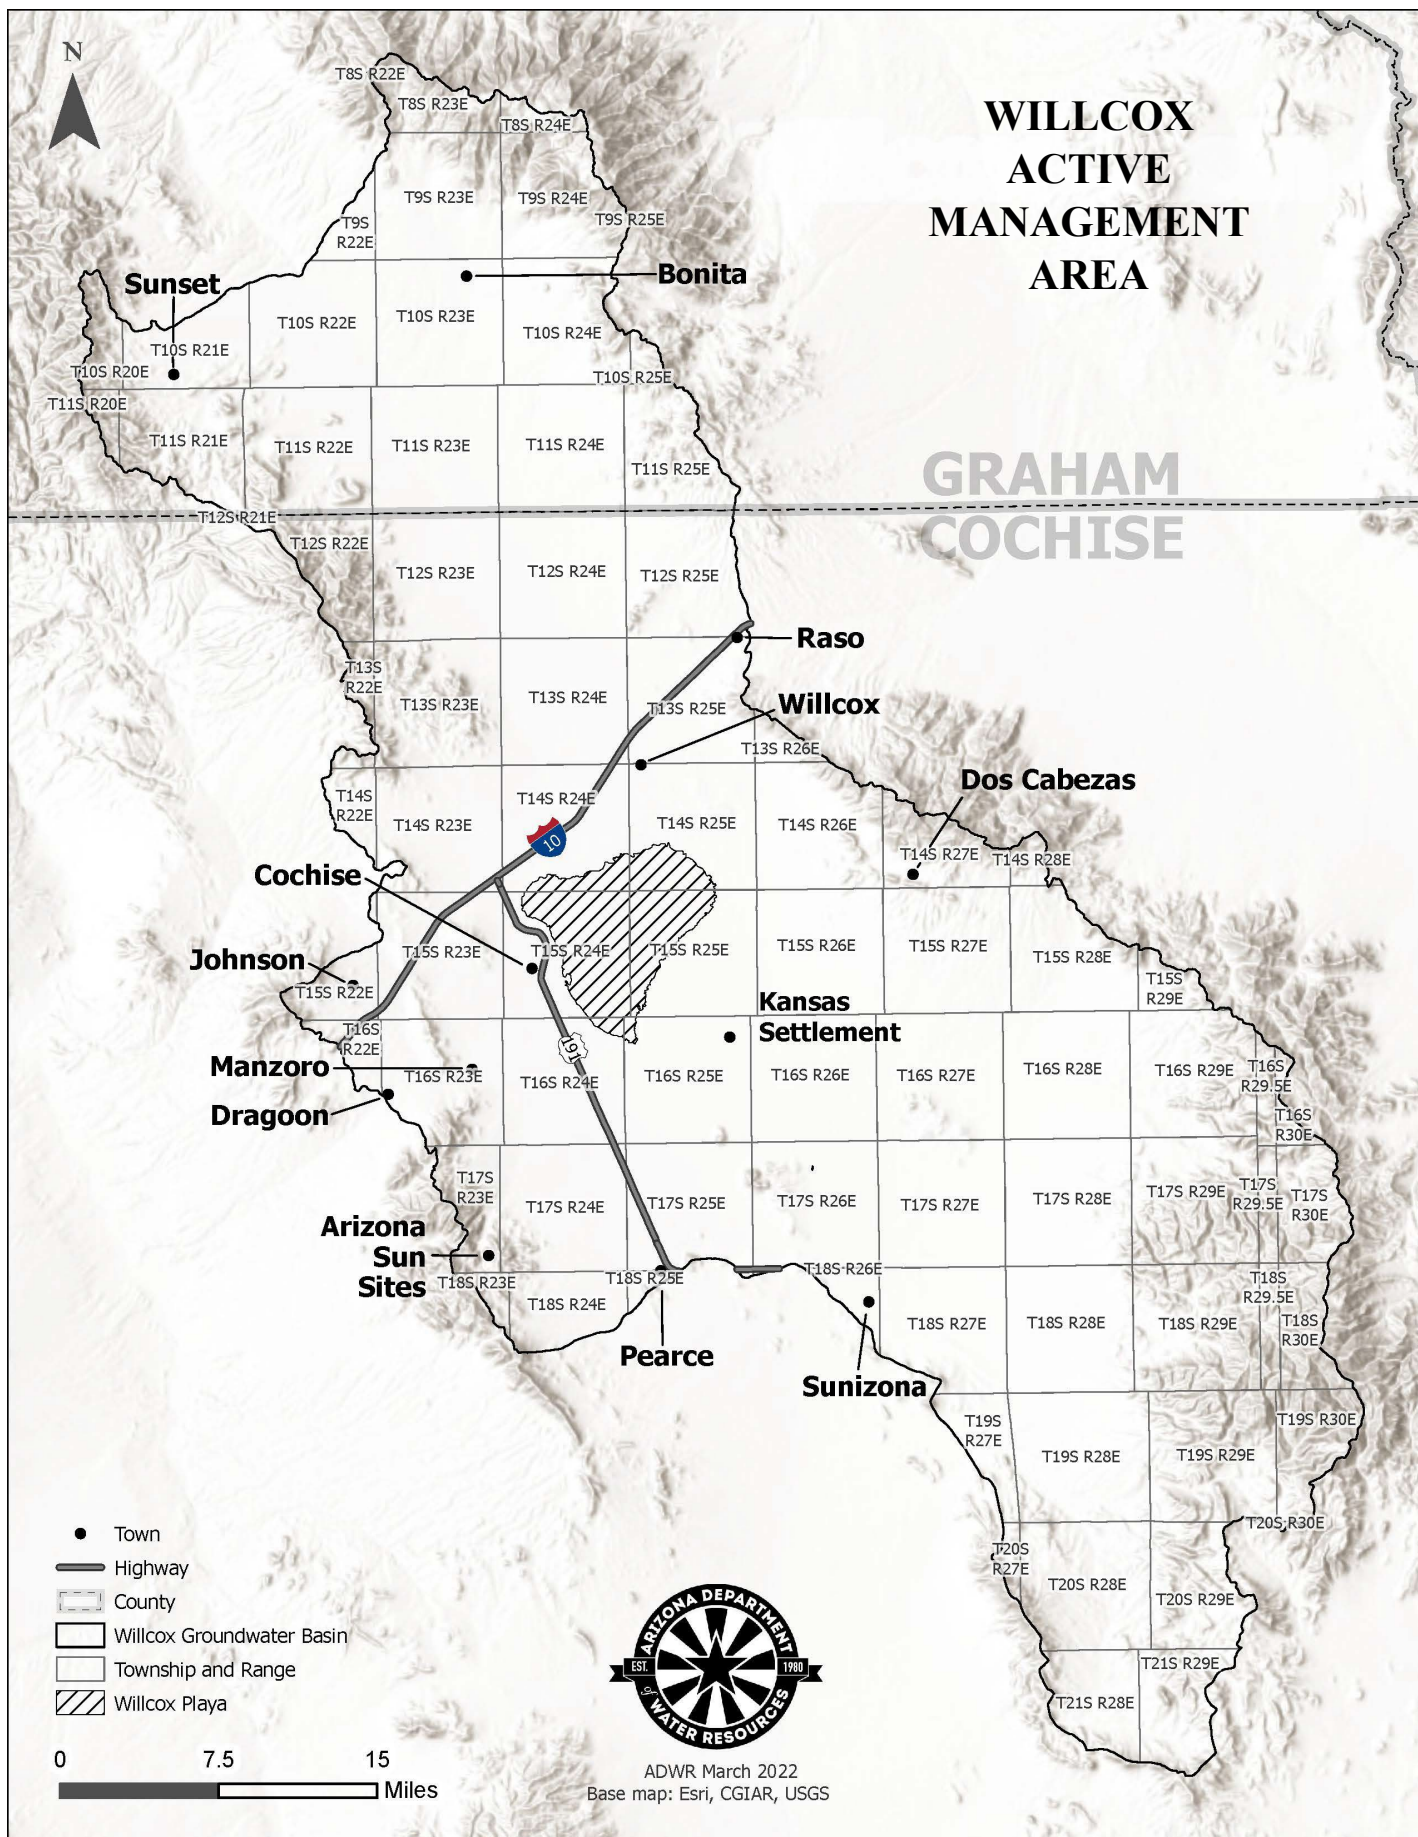 N
WILLCOX
ACTIVE
MANAGEMENT
AREA
T8S R22E
T8S R23E
T8S R24E
T9S R23E
T9S R24E
T9S R25E
T9S
R22E
Sunset
Bonita
T10S R22E
T10S R23E
T10S R24E
T10S R21E
T10S R20E
T10S R25E
T11S R20E
T11S R21E
T11S R22E
T11S R23E
T11S R24E
T11S R25E
GRAHAM
COCHISE
T12S R21E
T12S R22E
T12S R23E
T12S R24E
T12S R25E
Raso
T13S
R22E
T13S R23E
T13S R24E
T13S R25E
Willcox
T13S R26E
Dos Cabezas
T14S
R22E
T14S R23E
T14S R24E
T14S R25E
T14S R26E
T14S R27E
T14S R28E
10
Cochise
Johnson
T15S R22E
T15S R23E
T15S R24E
T15S R25E
T15S R26E
T15S R27E
T15S R28E
T15S
R29E
Kansas
Settlement
T16S
R22E
Manzoro
Dragoon
T16S R23E
191
T16S R24E
T16S R25E
T16S R26E
T16S R27E
T16S R28E
T16S R29E
T16S
R29.5E
T16S
R30E
T17S
R23E
T17S R24E
T17S R25E
T17S R26E
T17S R27E
T17S R28E
T17S R29E
T17S
R29.5E
T17S
R30E
Arizona
Sun
Sites
T18S R23E
T18S R24E
T18S R25E
T18S R26E
T18S R27E
T18S R28E
T18S R29E
T18S
R29.5E
T18S
R30E
Pearce
Sunizona
T19S
R27E
T19S R28E
T19S R29E
T19S R30E
T20S
R27E
T20S R28E
T20S R29E
T20S R30E
T21S R28E
T21S R29E
Town
Highway
County
Willcox Groundwater Basin
Township and Range
Willcox Playa
0 7.5 15
Miles
ARIZONA DEPARTMENT
EST. 1980
of WATER RESOURCES
ADWR March 2022
Base map: Esri, CGIAR, USGS